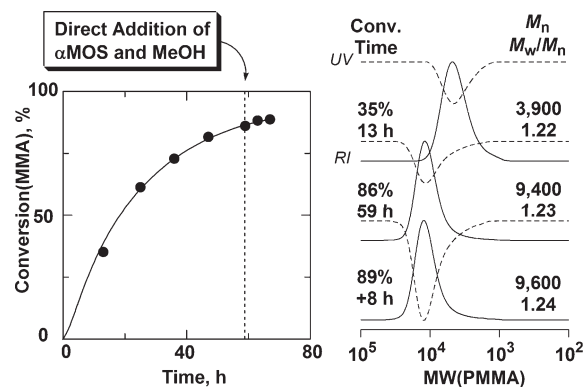 Direct Addition of
αMOS and MeOH
Conversion(MMA), %
100
50
0
0 40 80
Time, h
Conv.
Time
Mn
Mw/Mn
UV
35%
13 h
3,900
1.22
RI
86%
59 h
9,400
1.23
89%
+8 h
9,600
1.24
10⁵ 10⁴ 10³ 10²
MW(PMMA)